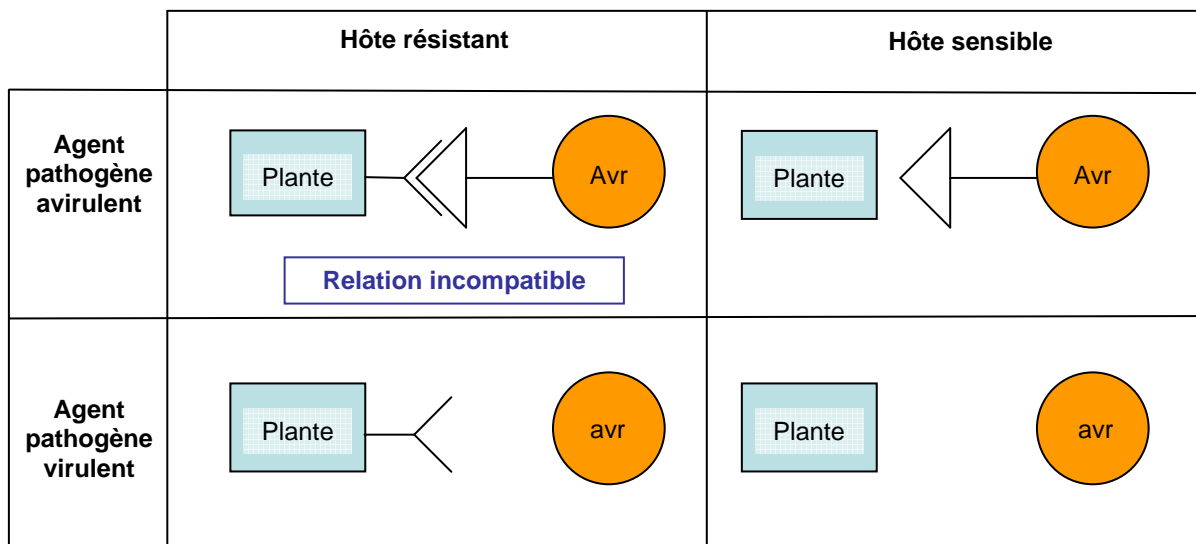 Hôte résistant
Hôte sensible
Agent
pathogène
avirulent
Plante
Avr
Plante
Avr
Relation incompatible
Agent
pathogène
virulent
Plante
avr
Plante
avr